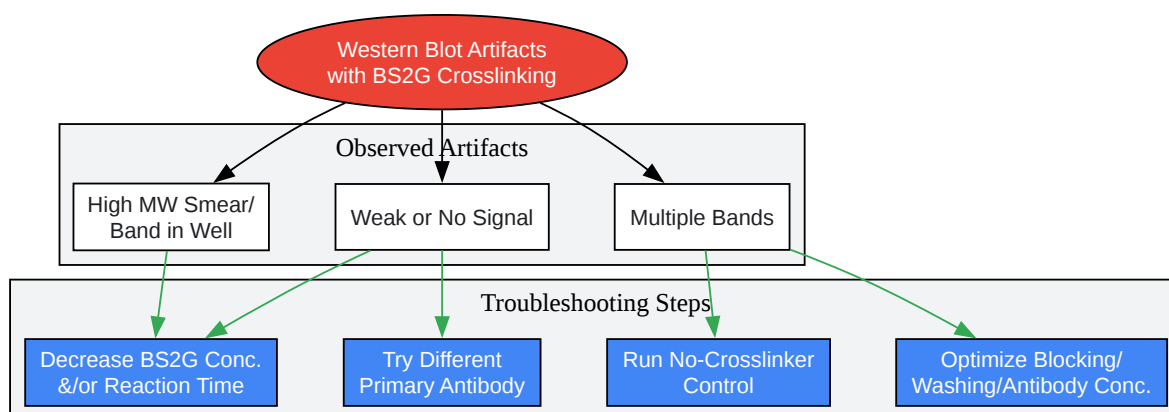 Western Blot Artifacts
with BS2G Crosslinking
Observed Artifacts
High MW Smear/
Band in Well
Weak or No Signal
Multiple Bands
Troubleshooting Steps
Decrease BS2G Conc.
&/or Reaction Time
Try Different
Primary Antibody
Run No-Crosslinker
Control
Optimize Blocking/
Washing/Antibody Conc.